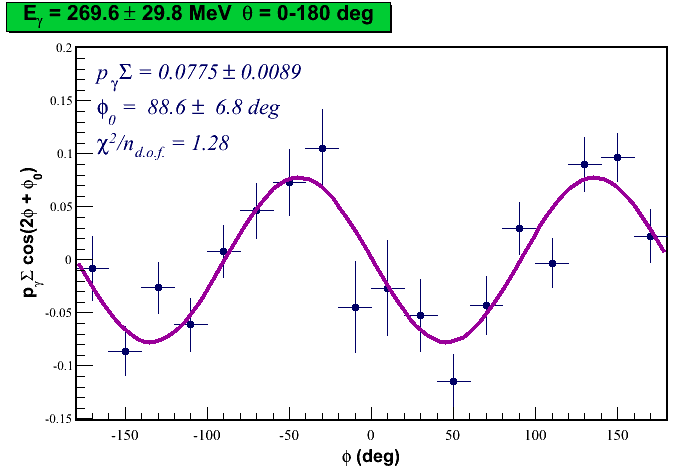 Eγ = 269.6 ± 29.8 MeV θ = 0-180 deg
pγΣ = 0.0775 ± 0.0089
ϕ0 = 88.6 ± 6.8 deg
χ²/nd.o.f. = 1.28
pγΣ cos(2ϕ + ϕ0)
0.2
0.15
0.1
0.05
0
-0.05
-0.1
-0.15
-150 -100 -50 0 50 100 150
ϕ (deg)